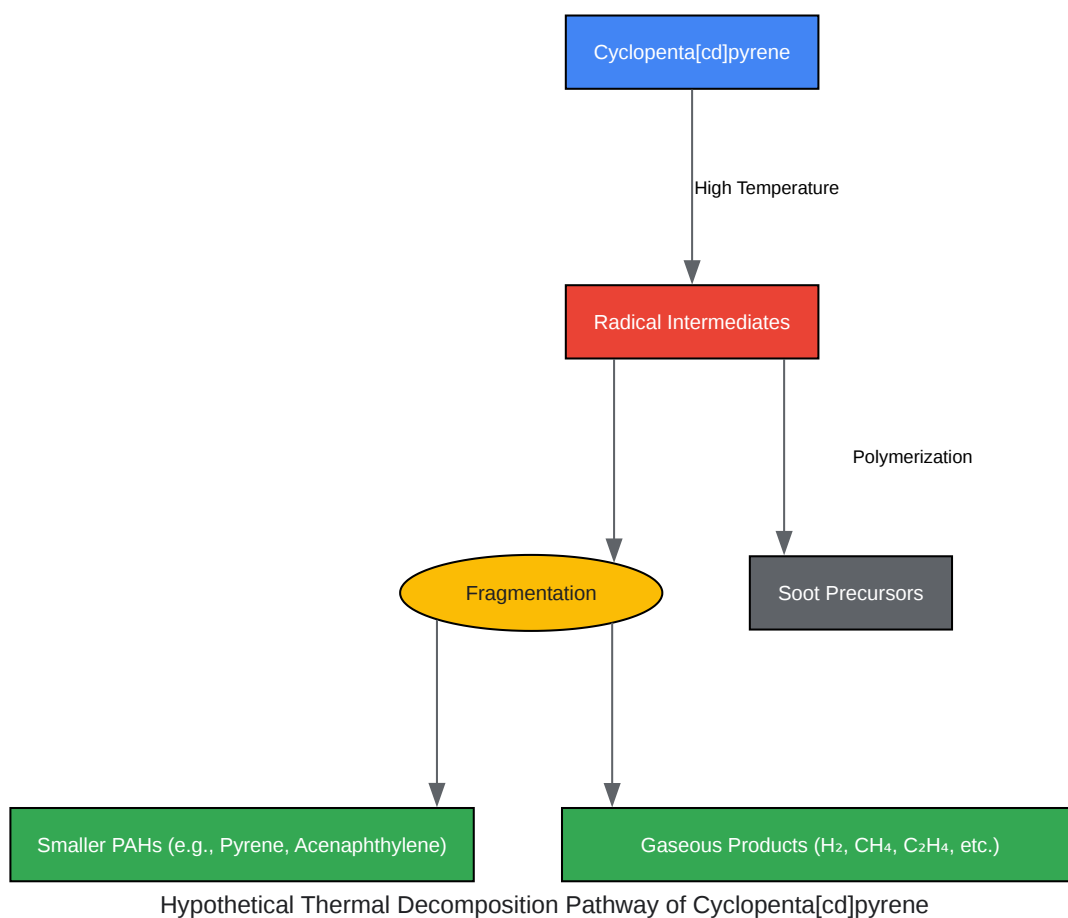 Cyclopenta[cd]pyrene
High Temperature
Radical Intermediates
Polymerization
Fragmentation
Soot Precursors
Smaller PAHs (e.g., Pyrene, Acenaphthylene)
Gaseous Products (H₂, CH₄, C₂H₄, etc.)
Hypothetical Thermal Decomposition Pathway of Cyclopenta[cd]pyrene